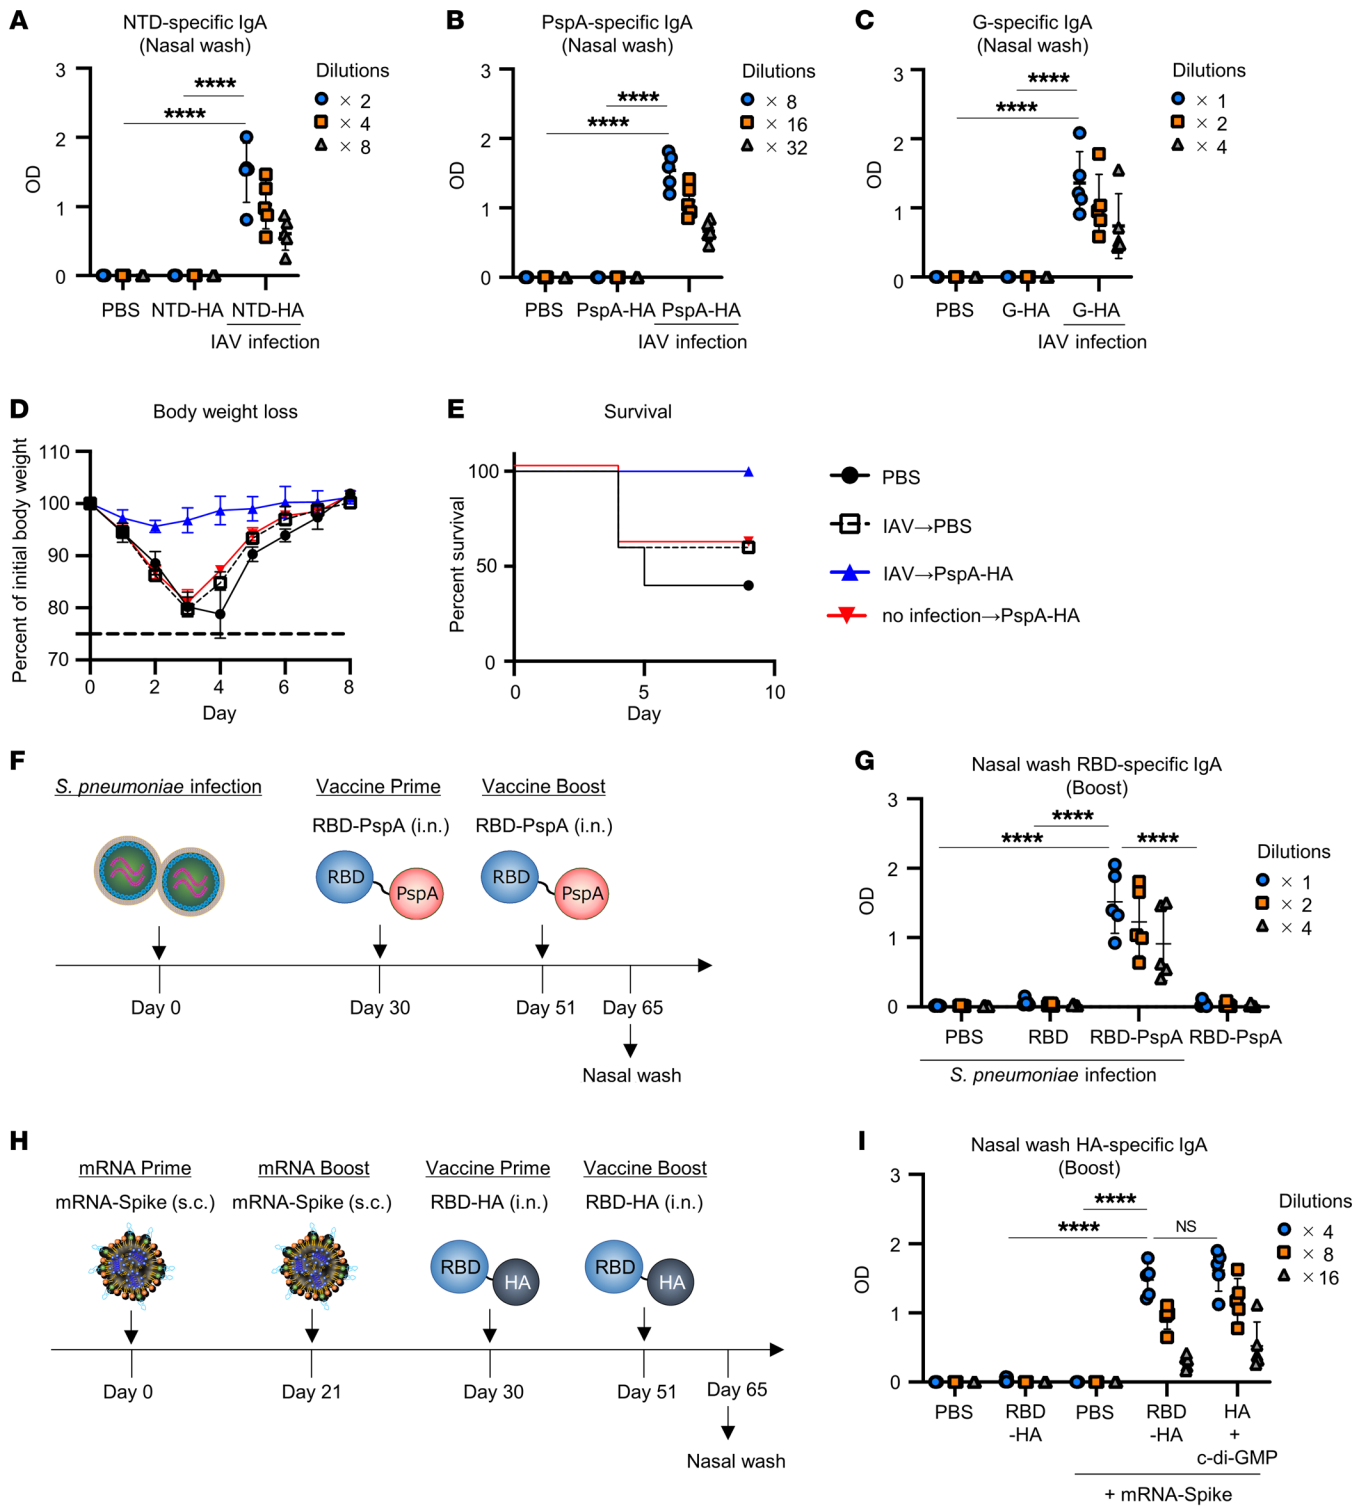 A
NTD-specific IgA
(Nasal wash)
OD
3
2
1
0
****
****
Dilutions
× 2
× 4
× 8
PBS
NTD-HA
NTD-HA
IAV infection
B
PspA-specific IgA
(Nasal wash)
OD
3
2
1
0
****
****
Dilutions
× 8
× 16
× 32
PBS
PspA-HA
PspA-HA
IAV infection
C
G-specific IgA
(Nasal wash)
OD
3
2
1
0
****
****
Dilutions
× 1
× 2
× 4
PBS
G-HA
G-HA
IAV infection
D
Body weight loss
Percent of initial body weight
110
100
90
80
70
0 2 4 6 8
Day
E
Survival
Percent survival
100
50
0
0 5 10
Day
PBS
IAV→PBS
IAV→PspA-HA
no infection→PspA-HA
F
S. pneumoniae infection
Vaccine Prime
Vaccine Boost
RBD-PspA (i.n.)
RBD-PspA (i.n.)
RBD
PspA
RBD
PspA
Day 0
Day 30
Day 51
Day 65
Nasal wash
G
Nasal wash RBD-specific IgA
(Boost)
OD
3
2
1
0
****
****
****
Dilutions
× 1
× 2
× 4
PBS
RBD
RBD-PspA
RBD-PspA
S. pneumoniae infection
H
mRNA Prime
mRNA Boost
Vaccine Prime
Vaccine Boost
mRNA-Spike (s.c.)
mRNA-Spike (s.c.)
RBD-HA (i.n.)
RBD-HA (i.n.)
RBD
HA
RBD
HA
Day 0
Day 21
Day 30
Day 51
Day 65
Nasal wash
I
Nasal wash HA-specific IgA
(Boost)
OD
3
2
1
0
****
****
NS
Dilutions
× 4
× 8
× 16
PBS
RBD
-HA
PBS
RBD
-HA
HA
+
c-di-GMP
+ mRNA-Spike